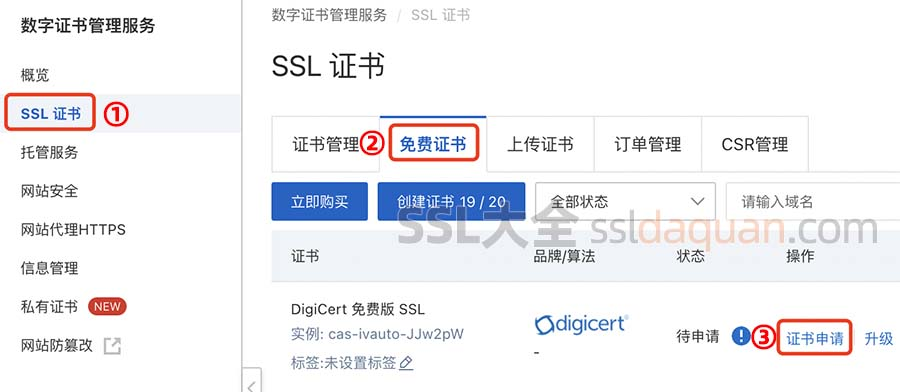 数字证书管理服务
概览
SSL 证书 ①
托管服务
网站安全
网站代理HTTPS
信息管理
私有证书 NEW
网站防篡改
数字证书管理服务 / SSL 证书
SSL 证书
证书管理 ② 免费证书 上传证书 订单管理 CSR管理
立即购买 创建证书 19 / 20 全部状态 请输入域名
SSL大全 ssldaquan.com
证书 品牌/算法 状态 操作
DigiCert 免费版 SSL
实例: cas-ivauto-JJw2pW digicert® 待申请 ! ③ 证书申请 升级
标签:未设置标签 -